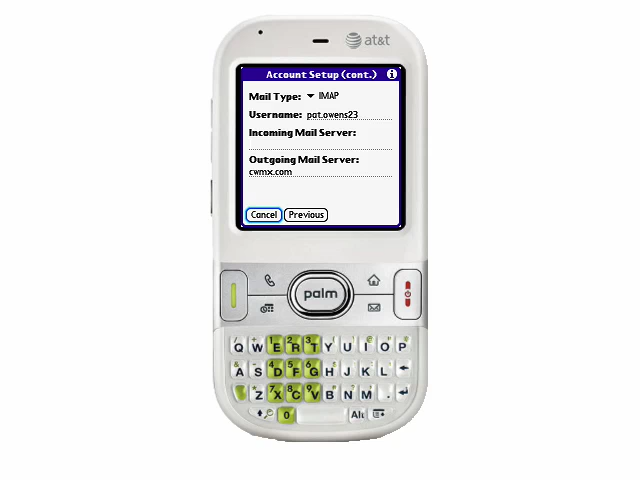 at&t
Account Setup (cont.)
Mail Type: IMAP
Username: pat.owens23
Incoming Mail Server:
Outgoing Mail Server:
cwmx.com
Cancel Previous
palm
Q W E R T Y U I O P
A S D F G H J K L
Z X C V B N M .
0 Alt